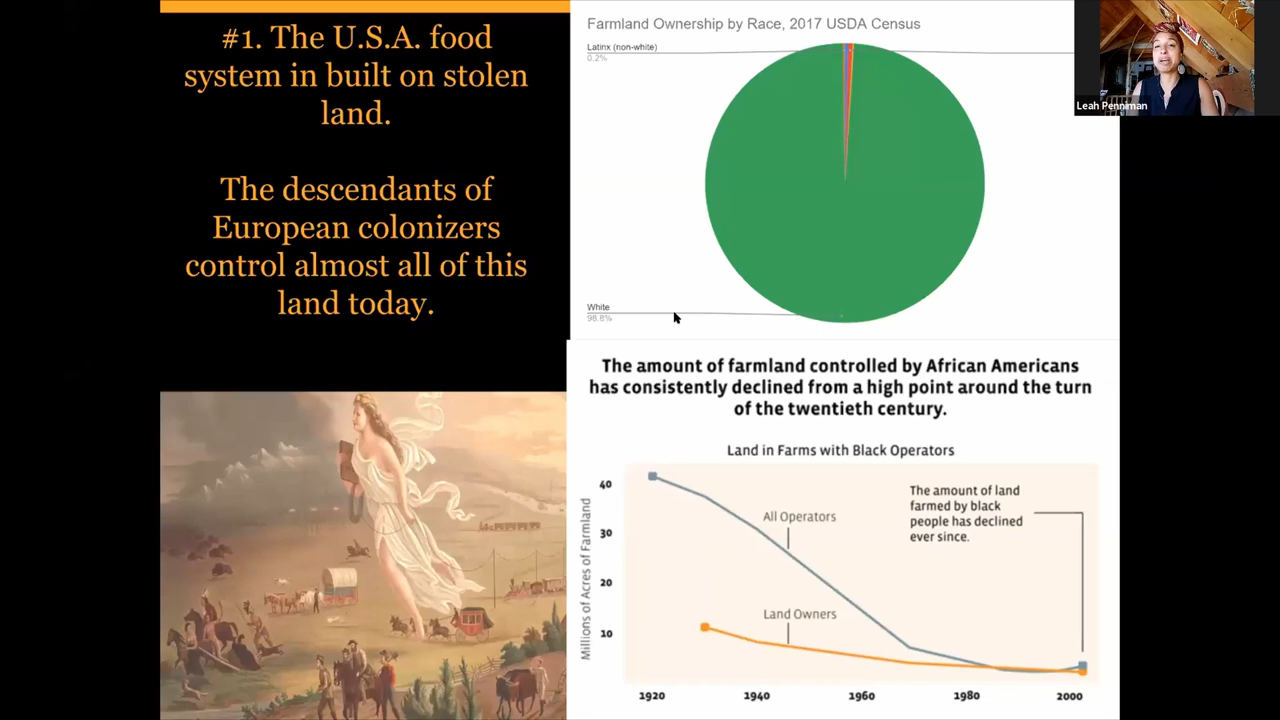 #1. The U.S.A. food
system in built on stolen
land.
The descendants of
European colonizers
control almost all of this
land today.
Farmland Ownership by Race, 2017 USDA Census
Latinx (non-white)
0.2%
White
98.8%
Leah Penniman
The amount of farmland controlled by African Americans
has consistently declined from a high point around the turn
of the twentieth century.
Land in Farms with Black Operators
Millions of Acres of Farmland
40
30
20
10
All Operators
Land Owners
The amount of land
farmed by black
people has declined
ever since.
1920
1940
1960
1980
2000